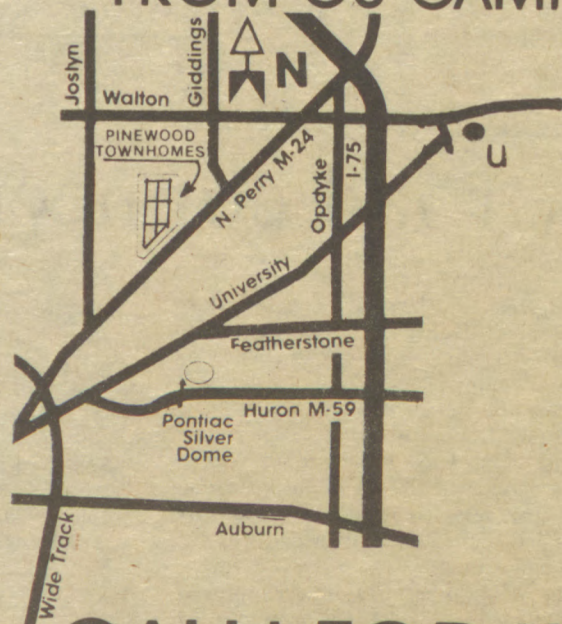 Joslyn
Giddings
N
Walton
PINEWOOD
TOWNHOMES
N. Perry M-24
Opdyke
I-75
U
University
Featherstone
Pontiac
Silver
Dome
Huron M-59
Auburn
Wide Track